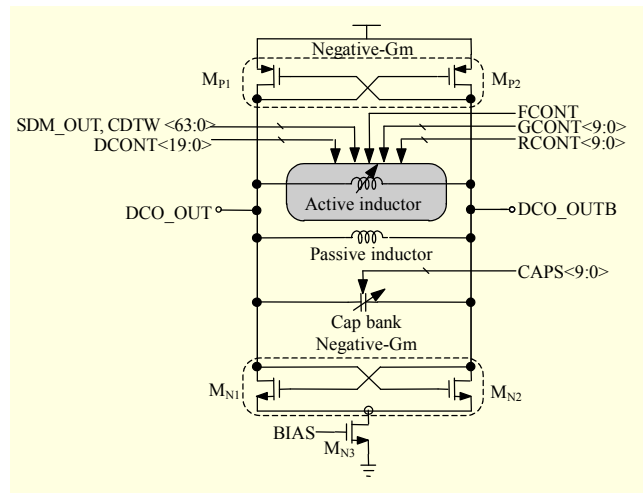 Negative-Gm
MP1
MP2
SDM_OUT, CDTW <63:0>
FCONT
DCONT<19:0>
GCONT<9:0>
RCONT<9:0>
Active inductor
DCO_OUT
DCO_OUTB
Passive inductor
CAPS<9:0>
Cap bank
Negative-Gm
MN1
MN2
BIAS
MN3